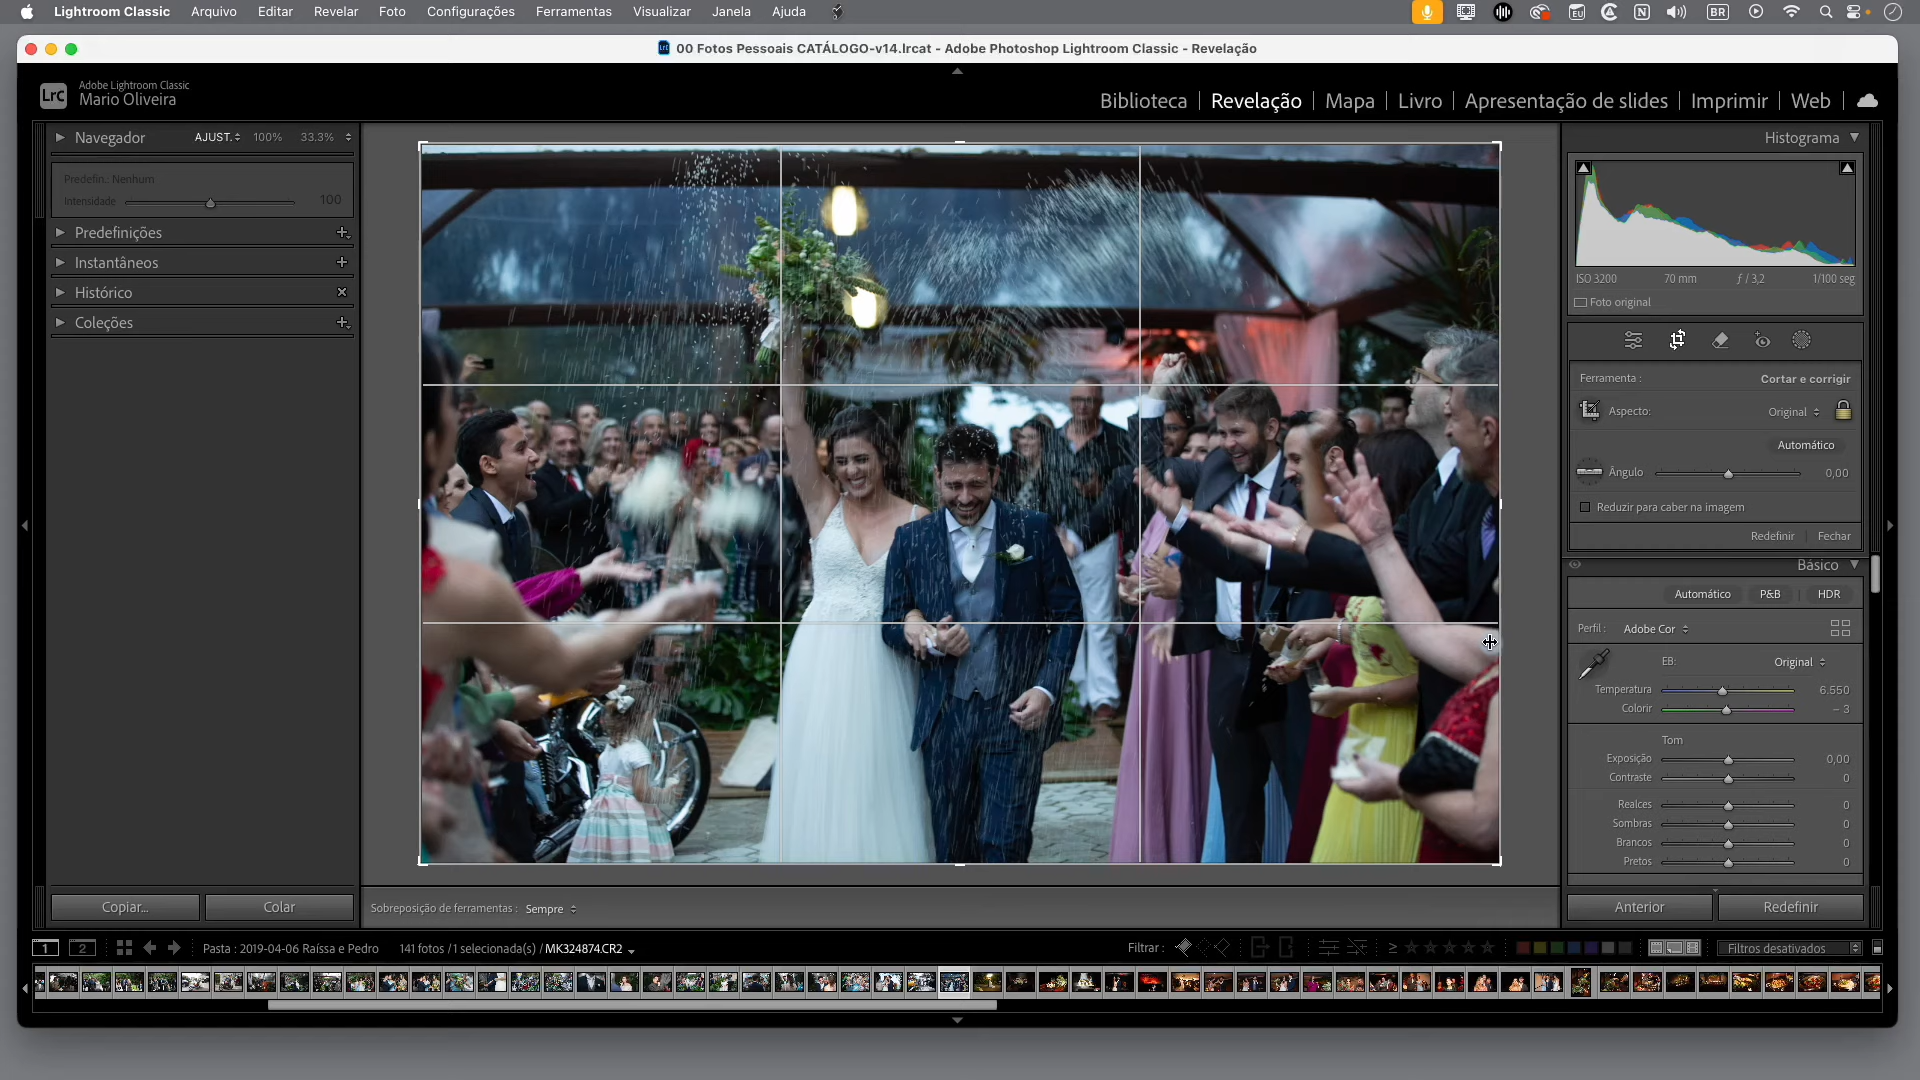 Lightroom Classic Arquivo Editar Revelar Foto Configurações Ferramentas Visualizar Janela Ajuda BR
00 Fotos Pessoais CATÁLOGO-v14.lrcat - Adobe Photoshop Lightroom Classic - Revelação
LrC
Adobe Lightroom Classic
Mario Oliveira
Biblioteca | Revelação | Mapa | Livro | Apresentação de slides | Imprimir | Web
Navegador AJUST. 100% 33.3%
Predefin.: Nenhum
Intensidade 100
Predefinições
Instantâneos
Histórico
Coleções
Histograma
ISO 3200 70 mm ƒ / 3,2 1/100 seg
Foto original
Ferramenta : Cortar e corrigir
Aspecto: Original
Automático
Ângulo 0,00
Reduzir para caber na imagem
Redefinir Fechar
Básico
Automático P&B HDR
Perfil : Adobe Cor
EB: Original
Temperatura 6.550
Colorir – 3
Tom
Exposição 0,00
Contraste 0
Realces 0
Sombras 0
Brancos 0
Pretos 0
Copiar... Colar
Sobreposição de ferramentas : Sempre
Anterior Redefinir
1 2 Pasta : 2019-04-06 Raíssa e Pedro 141 fotos / 1 selecionada(s) / MK324874.CR2 Filtrar : ≥ Filtros desativados